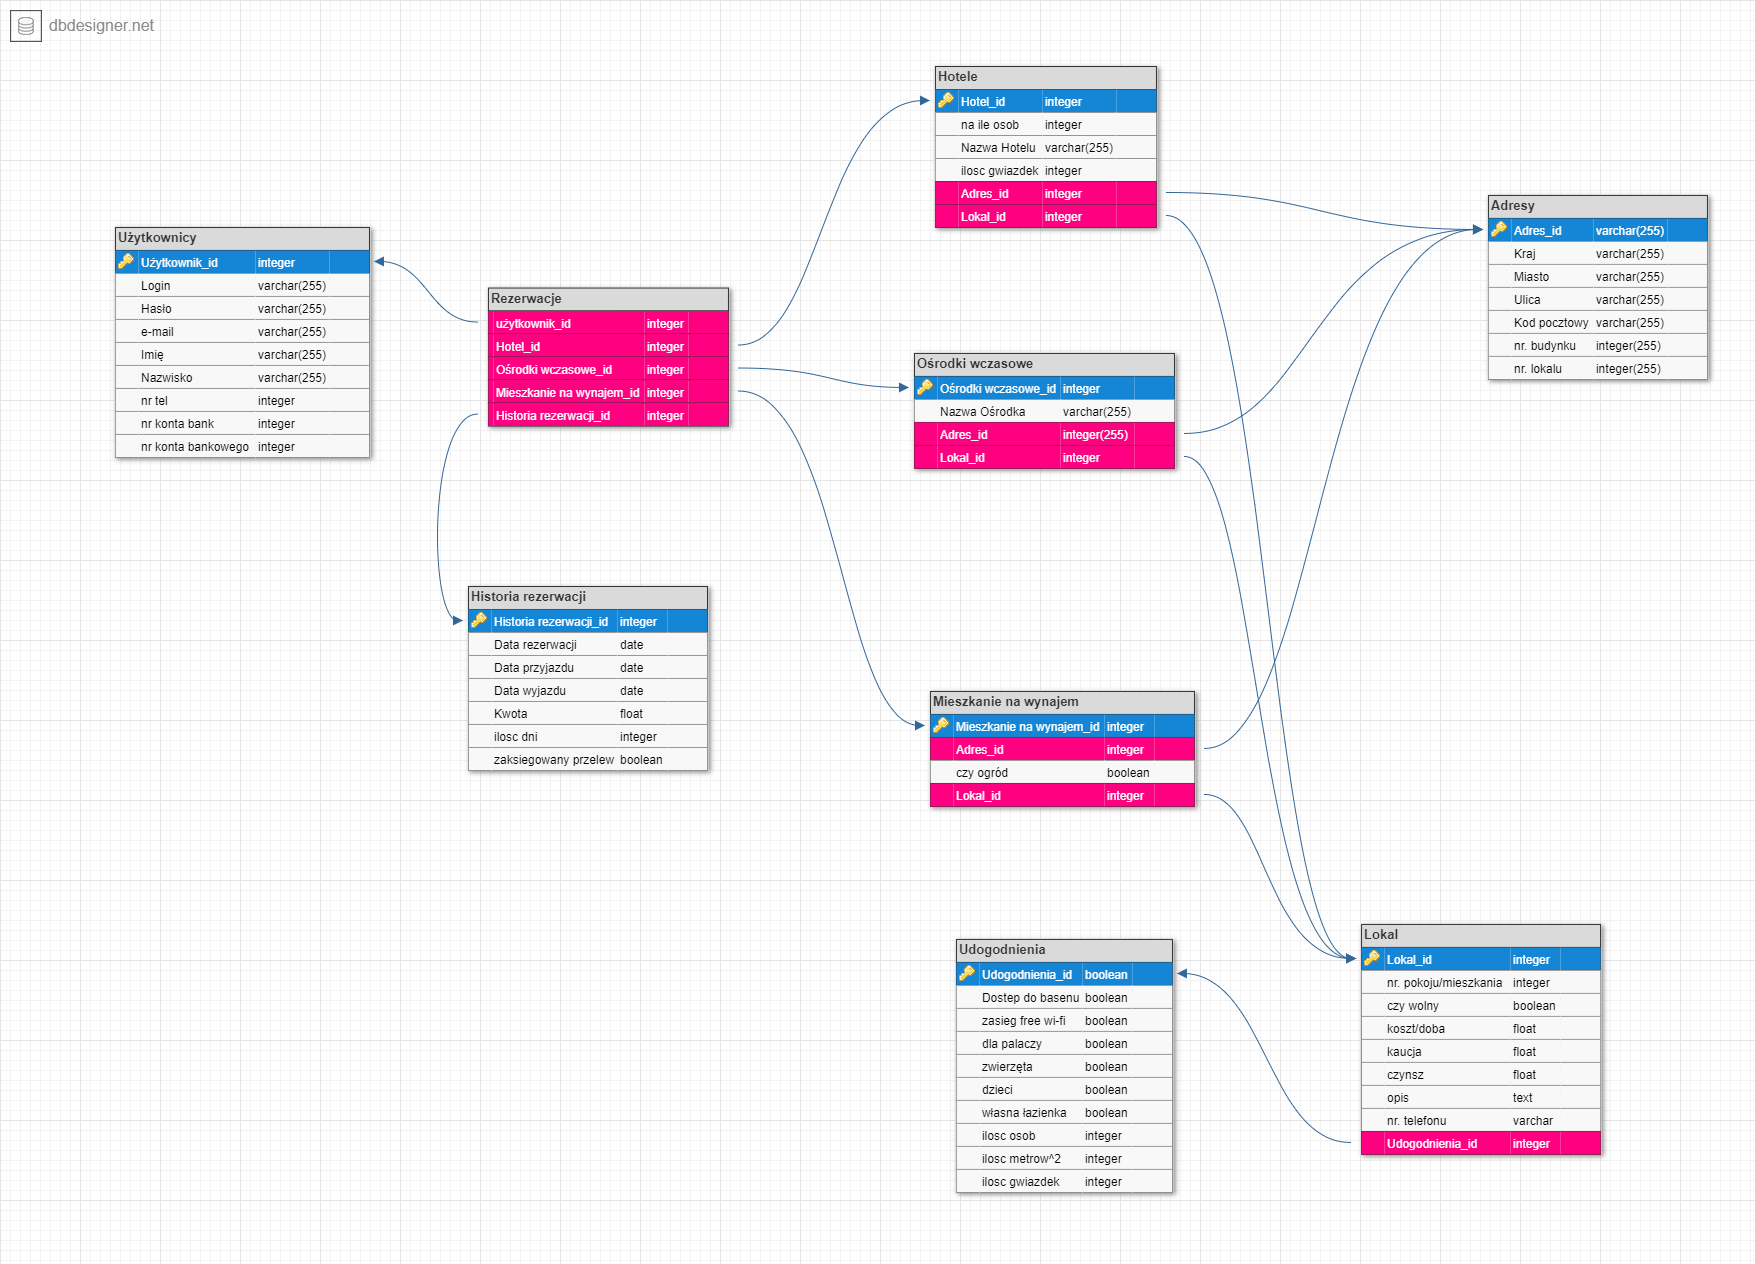 dbdesigner.net
Hotele
Hotel_id integer
na ile osob integer
Nazwa Hotelu varchar(255)
ilosc gwiazdek integer
Adres_id integer
Lokal_id integer
Adresy
Adres_id varchar(255)
Kraj varchar(255)
Miasto varchar(255)
Ulica varchar(255)
Kod pocztowy varchar(255)
nr. budynku integer(255)
nr. lokalu integer(255)
Użytkownicy
Użytkownik_id integer
Login varchar(255)
Hasło varchar(255)
e-mail varchar(255)
Imię varchar(255)
Nazwisko varchar(255)
nr tel integer
nr konta bank integer
nr konta bankowego integer
Rezerwacje
użytkownik_id integer
Hotel_id integer
Ośrodki wczasowe_id integer
Mieszkanie na wynajem_id integer
Historia rezerwacji_id integer
Ośrodki wczasowe
Ośrodki wczasowe_id integer
Nazwa Ośrodka varchar(255)
Adres_id integer(255)
Lokal_id integer
Historia rezerwacji
Historia rezerwacji_id integer
Data rezerwacji date
Data przyjazdu date
Data wyjazdu date
Kwota float
ilosc dni integer
zaksiegowany przelew boolean
Mieszkanie na wynajem
Mieszkanie na wynajem_id integer
Adres_id integer
czy ogród boolean
Lokal_id integer
Udogodnienia
Udogodnienia_id boolean
Dostep do basenu boolean
zasieg free wi-fi boolean
dla palaczy boolean
zwierzęta boolean
dzieci boolean
własna łazienka boolean
ilosc osob integer
ilosc metrow^2 integer
ilosc gwiazdek integer
Lokal
Lokal_id integer
nr. pokoju/mieszkania integer
czy wolny boolean
koszt/doba float
kaucja float
czynsz float
opis text
nr. telefonu varchar
Udogodnienia_id integer